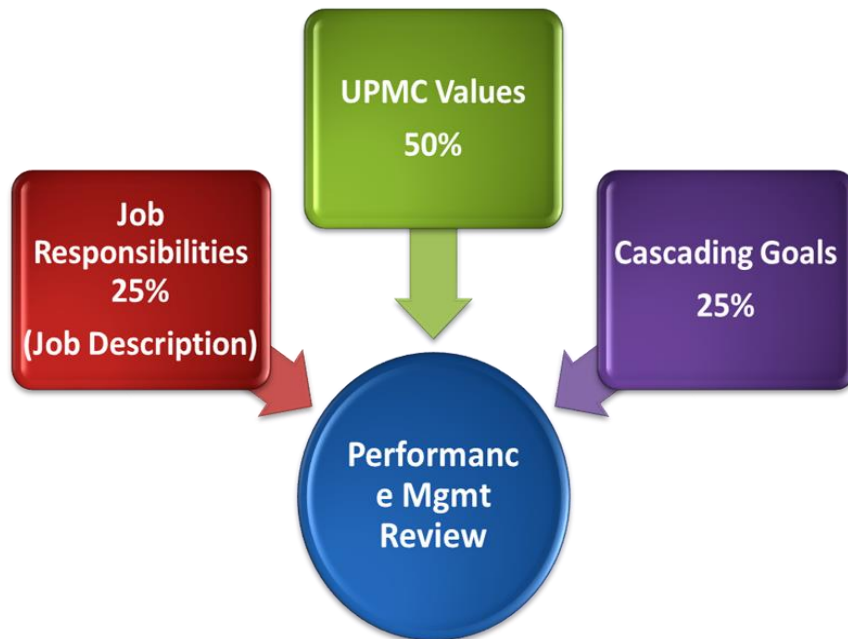 UPMC Values
50%
Job
Responsibilities
25%
(Job Description)
Cascading Goals
25%
Performanc
e Mgmt
Review